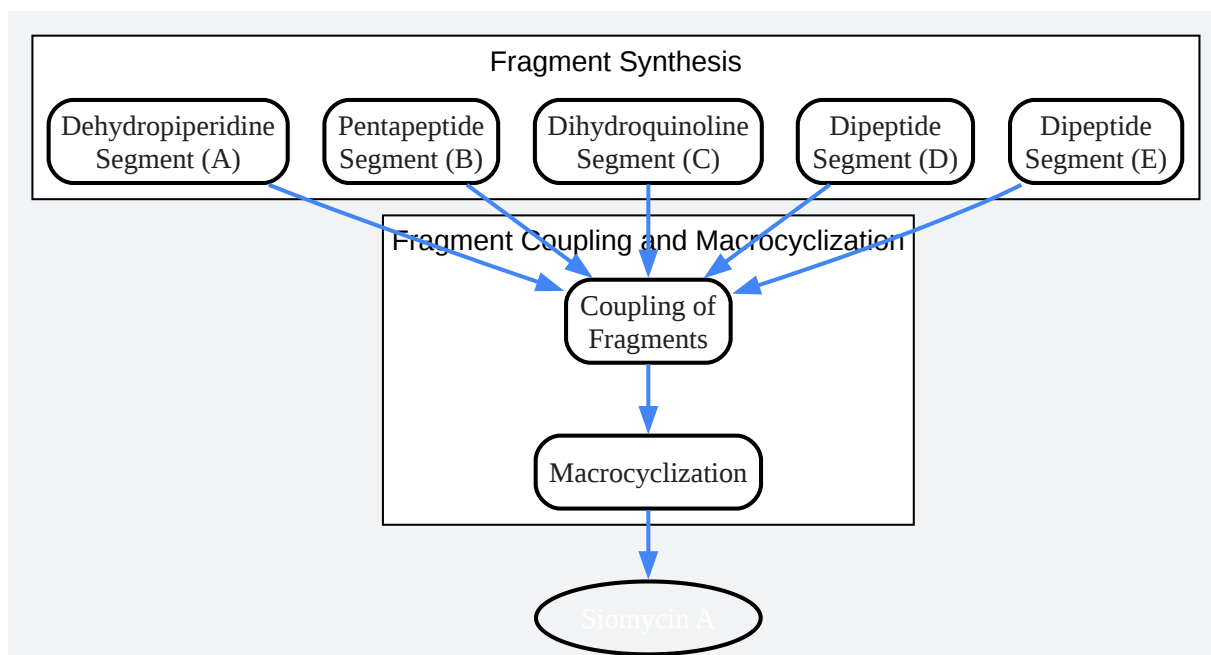 Fragment Synthesis
Dehydropiperidine
Segment (A)
Pentapeptide
Segment (B)
Dihydroquinoline
Segment (C)
Dipeptide
Segment (D)
Dipeptide
Segment (E)
Fragment Coupling and Macrocyclization
Coupling of
Fragments
Macrocyclization
Siomycin A